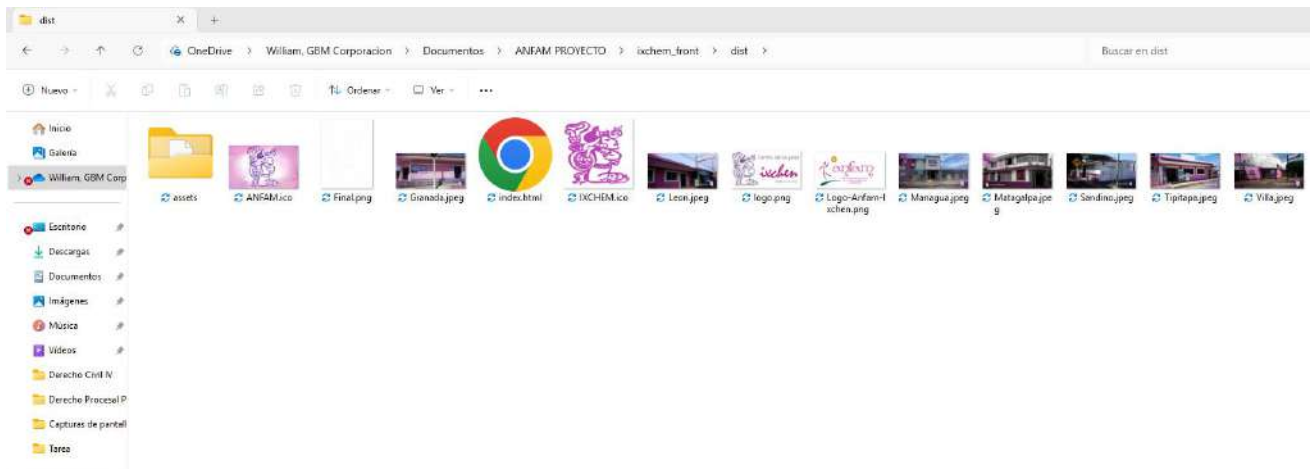 dist
OneDrive > William, GBM Corporacion > Documentos > ANFAM PROYECTO > ixchem_front > dist >
Buscar en dist
Nuevo
Ordenar
Ver
Inicio
Galería
William, GBM Corp
Escritorio
Descargas
Documentos
Imágenes
Música
Vídeos
Derecho Civil IV
Derecho Procesal P
Capturas de pantall
Tarea
assets
ANFAM.ico
Final.png
Granada.jpeg
index.html
IXCHEM.ico
Leon.jpeg
ixchen
logo.png
Logo-Anfam-I
xchen.png
Managua.jpeg
Matagalpa.jpe
g
Sandino.jpeg
Tipitapa.jpeg
Villa.jpeg